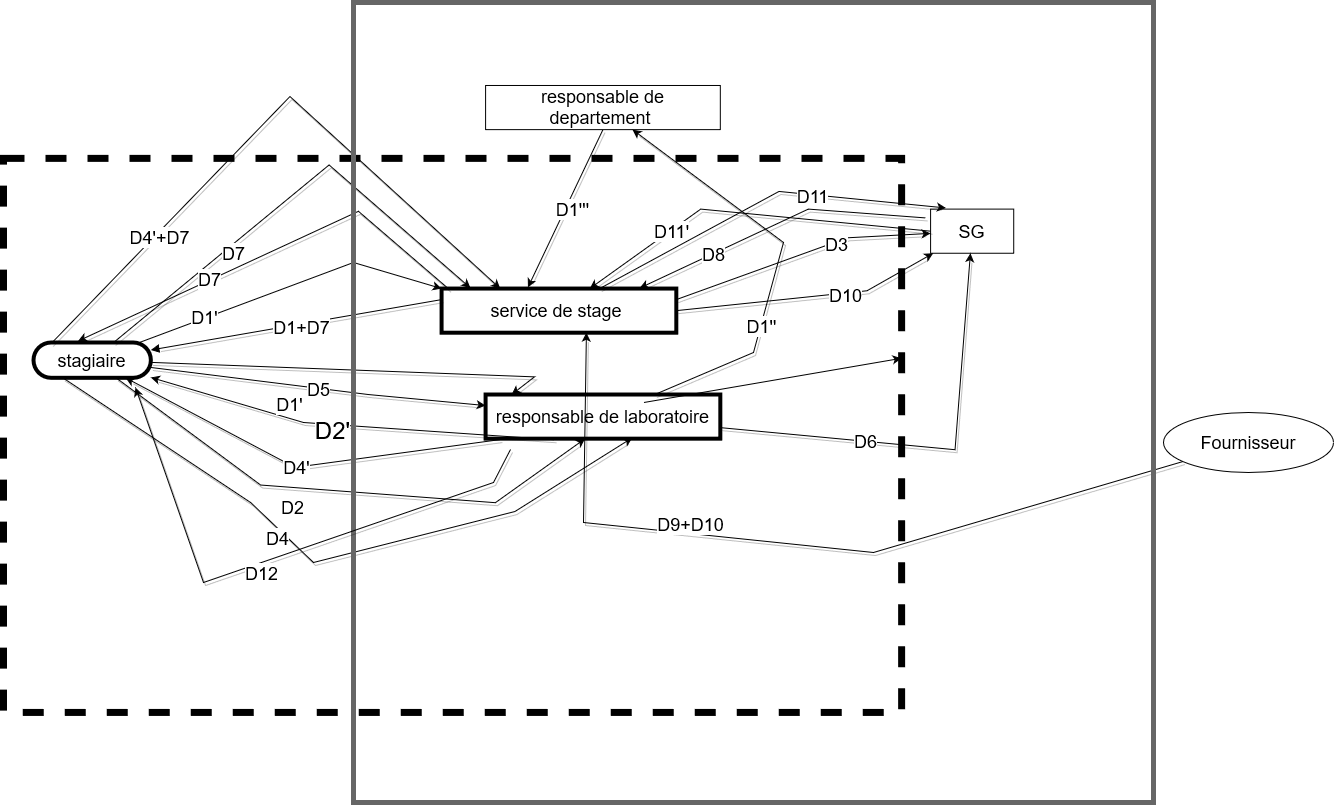 responsable de
departement
D11
D1'''
D11'
D4'+D7
D7
D8
D3
SG
D7
D10
D1'
service de stage
D1+D7
D1''
stagiaire
D5
D1'
responsable de laboratoire
D2'
D6
Fournisseur
D4'
D2
D9+D10
D4
D12